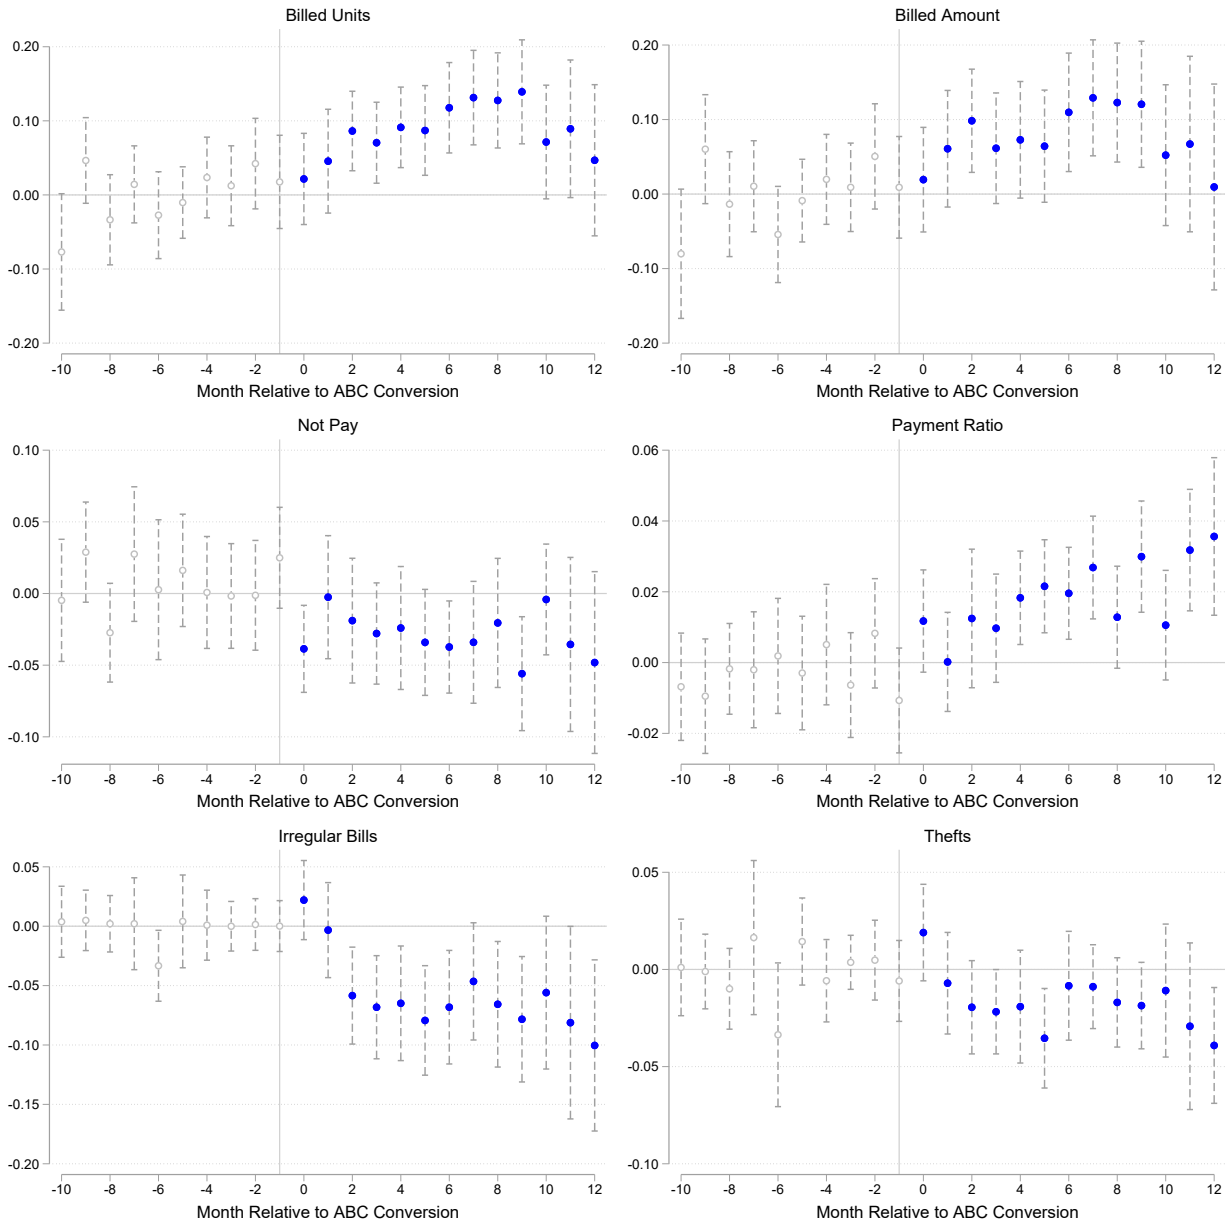 Billed Units
0.20
0.10
0.00
-0.10
-0.20
-10 -8 -6 -4 -2 0 2 4 6 8 10 12
Month Relative to ABC Conversion
Billed Amount
0.20
0.10
0.00
-0.10
-0.20
-10 -8 -6 -4 -2 0 2 4 6 8 10 12
Month Relative to ABC Conversion
Not Pay
0.10
0.05
0.00
-0.05
-0.10
-10 -8 -6 -4 -2 0 2 4 6 8 10 12
Month Relative to ABC Conversion
Payment Ratio
0.06
0.04
0.02
0.00
-0.02
-10 -8 -6 -4 -2 0 2 4 6 8 10 12
Month Relative to ABC Conversion
Irregular Bills
0.05
0.00
-0.05
-0.10
-0.15
-0.20
-10 -8 -6 -4 -2 0 2 4 6 8 10 12
Month Relative to ABC Conversion
Thefts
0.05
0.00
-0.05
-0.10
-10 -8 -6 -4 -2 0 2 4 6 8 10 12
Month Relative to ABC Conversion